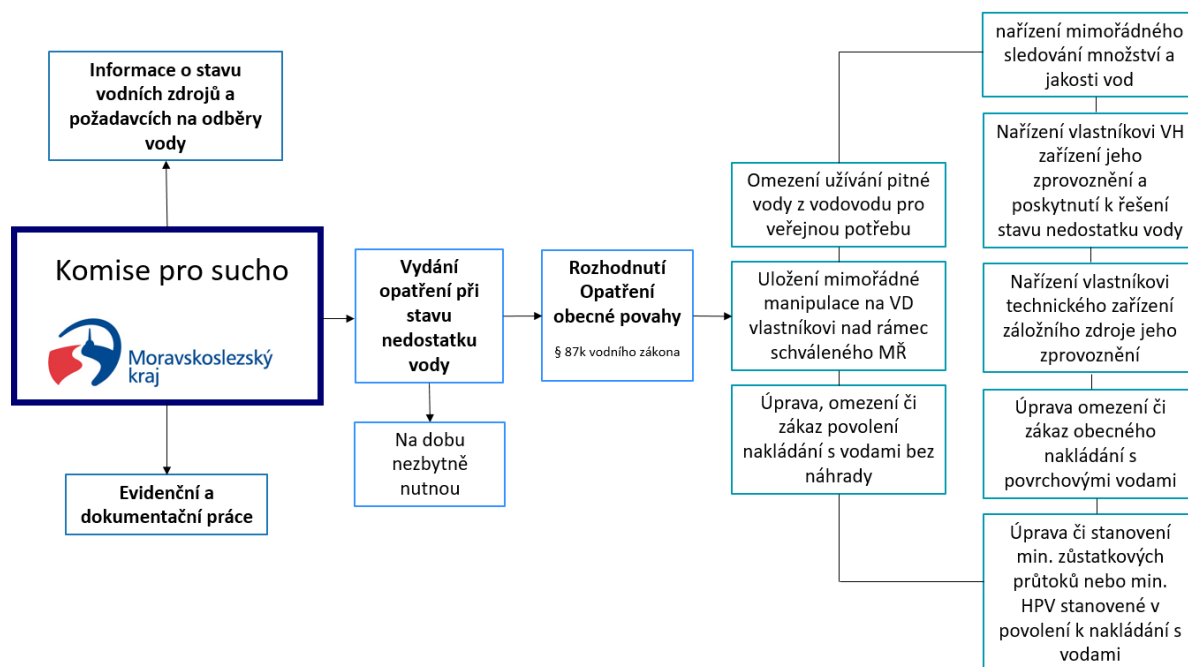 Informace o stavu
vodních zdrojů a
požadavcích na odběry
vody
Komise pro sucho
Moravskoslezský
kraj
Evidenční a
dokumentační práce
Vydání
opatření při
stavu
nedostatku
vody
Na dobu
nezbytně
nutnou
Rozhodnutí
Opatření
obecné povahy
§ 87k vodního zákona
Omezení užívání pitné
vody z vodovodu pro
veřejnou potřebu
Uložení mimořádné
manipulace na VD
vlastníkovi nad rámec
schváleného MŘ
Úprava, omezení či
zákaz povolení
nakládání s vodami bez
náhrady
nařízení mimořádného
sledování množství a
jakosti vod
Nařízení vlastníkovi VH
zařízení jeho
zprovoznění a
poskytnutí k řešení
stavu nedostatku vody
Nařízení vlastníkovi
technického zařízení
záložního zdroje jeho
zprovoznění
Úprava omezení či
zákaz obecného
nakládání s
povrchovými vodami
Úprava či stanovení
min. zůstatkových
průtoků nebo min.
HPV stanovené v
povolení k nakládání s
vodami